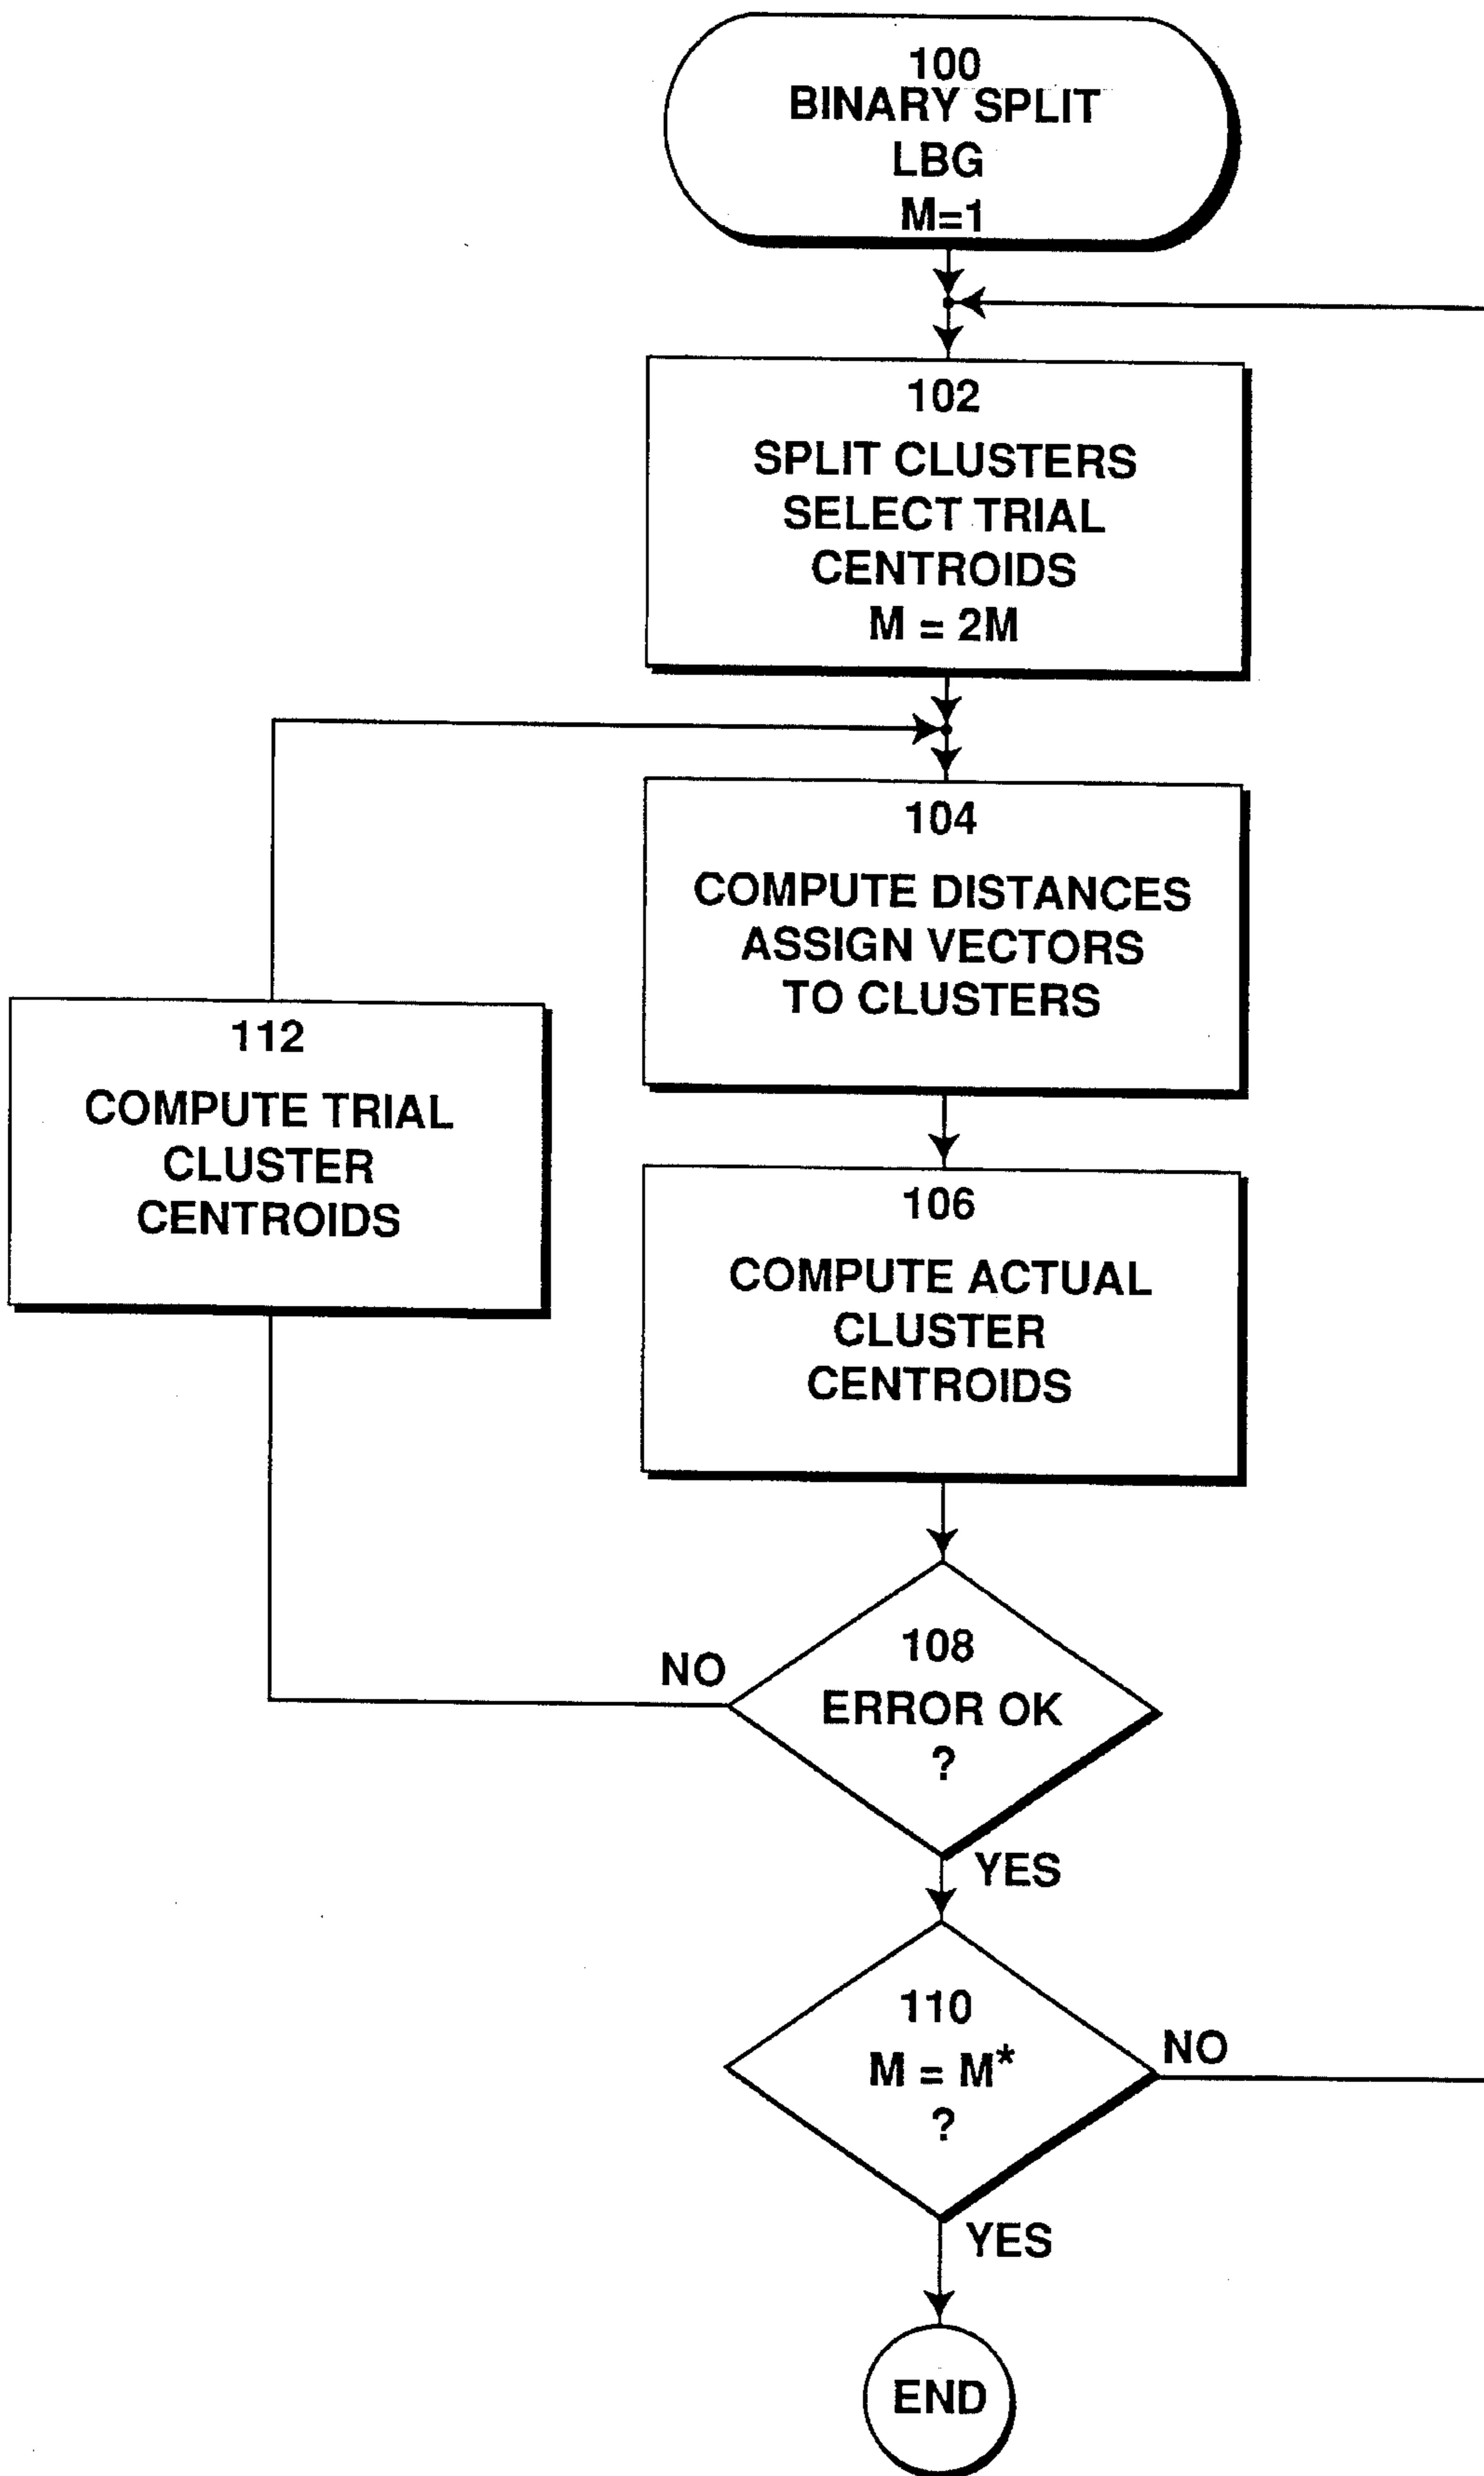 100
BINARY SPLIT
LBG
M=1
102
SPLIT CLUSTERS
SELECT TRIAL
CENTROIDS
M = 2M
104
COMPUTE DISTANCES
ASSIGN VECTORS
TO CLUSTERS
112
COMPUTE TRIAL
CLUSTER
CENTROIDS
106
COMPUTE ACTUAL
CLUSTER
CENTROIDS
108
ERROR OK
?
NO
YES
110
M = M*
?
NO
YES
END